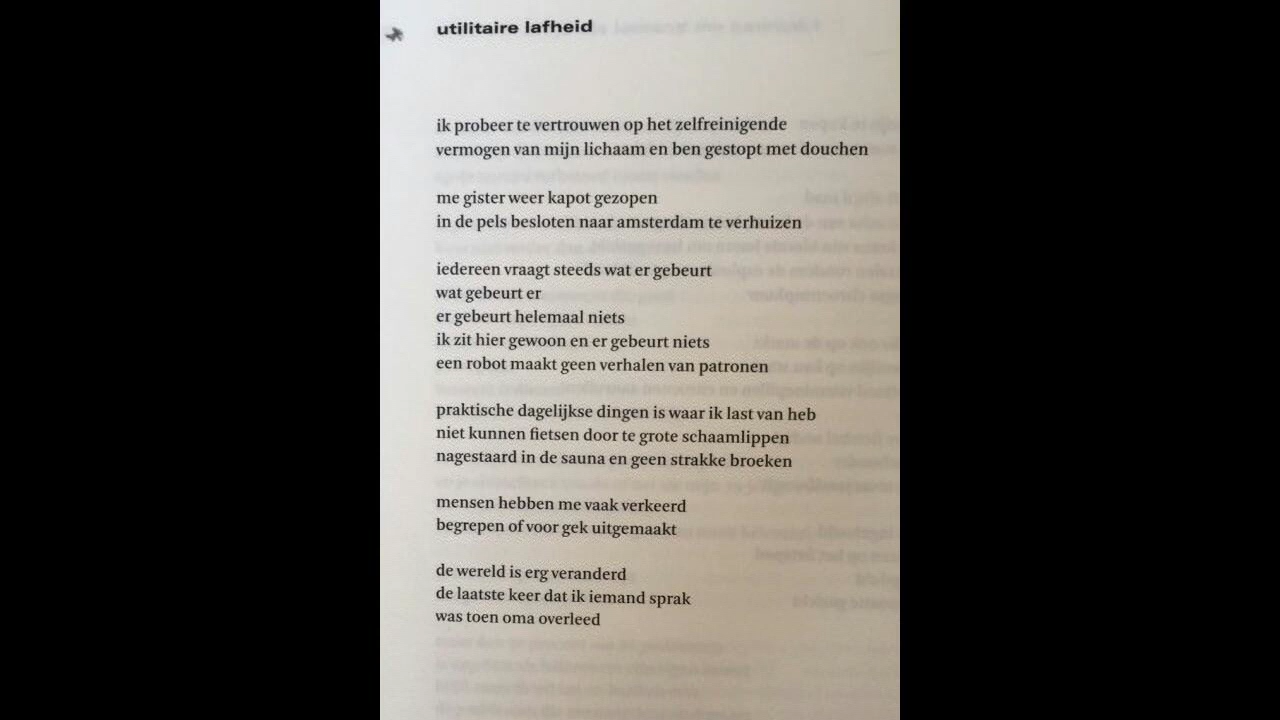 utilitaire lafheid
ik probeer te vertrouwen op het zelfreinigende
vermogen van mijn lichaam en ben gestopt met douchen
me gister weer kapot gezopen
in de pels besloten naar amsterdam te verhuizen
iedereen vraagt steeds wat er gebeurt
wat gebeurt er
er gebeurt helemaal niets
ik zit hier gewoon en er gebeurt niets
een robot maakt geen verhalen van patronen
praktische dagelijkse dingen is waar ik last van heb
niet kunnen fietsen door te grote schaamlippen
nagestaard in de sauna en geen strakke broeken
mensen hebben me vaak verkeerd
begrepen of voor gek uitgemaakt
de wereld is erg veranderd
de laatste keer dat ik iemand sprak
was toen oma overleed